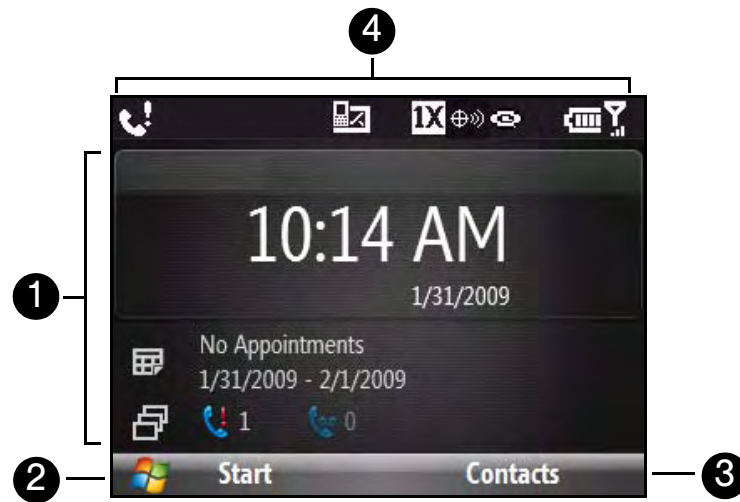 4
1X
1
10:14 AM
1/31/2009
No Appointments
1/31/2009 - 2/1/2009
1 0
2 Start Contacts 3